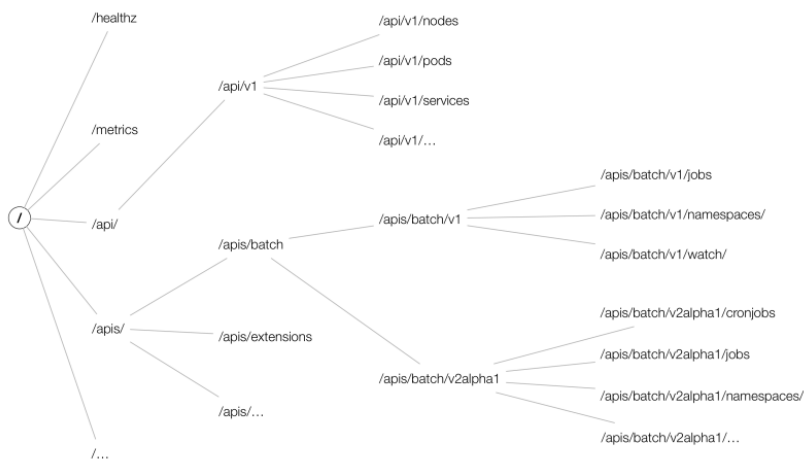 /healthz
/api/v1/nodes
/api/v1/pods
/api/v1
/api/v1/services
/metrics
/api/v1/…
/apis/batch/v1/jobs
/
/api/
/apis/batch/v1
/apis/batch/v1/namespaces/
/apis/batch
/apis/batch/v1/watch/
/apis/batch/v2alpha1/cronjobs
/apis/
/apis/extensions
/apis/batch/v2alpha1/jobs
/apis/batch/v2alpha1
/apis/batch/v2alpha1/namespaces/
/apis/…
/apis/batch/v2alpha1/…
/…